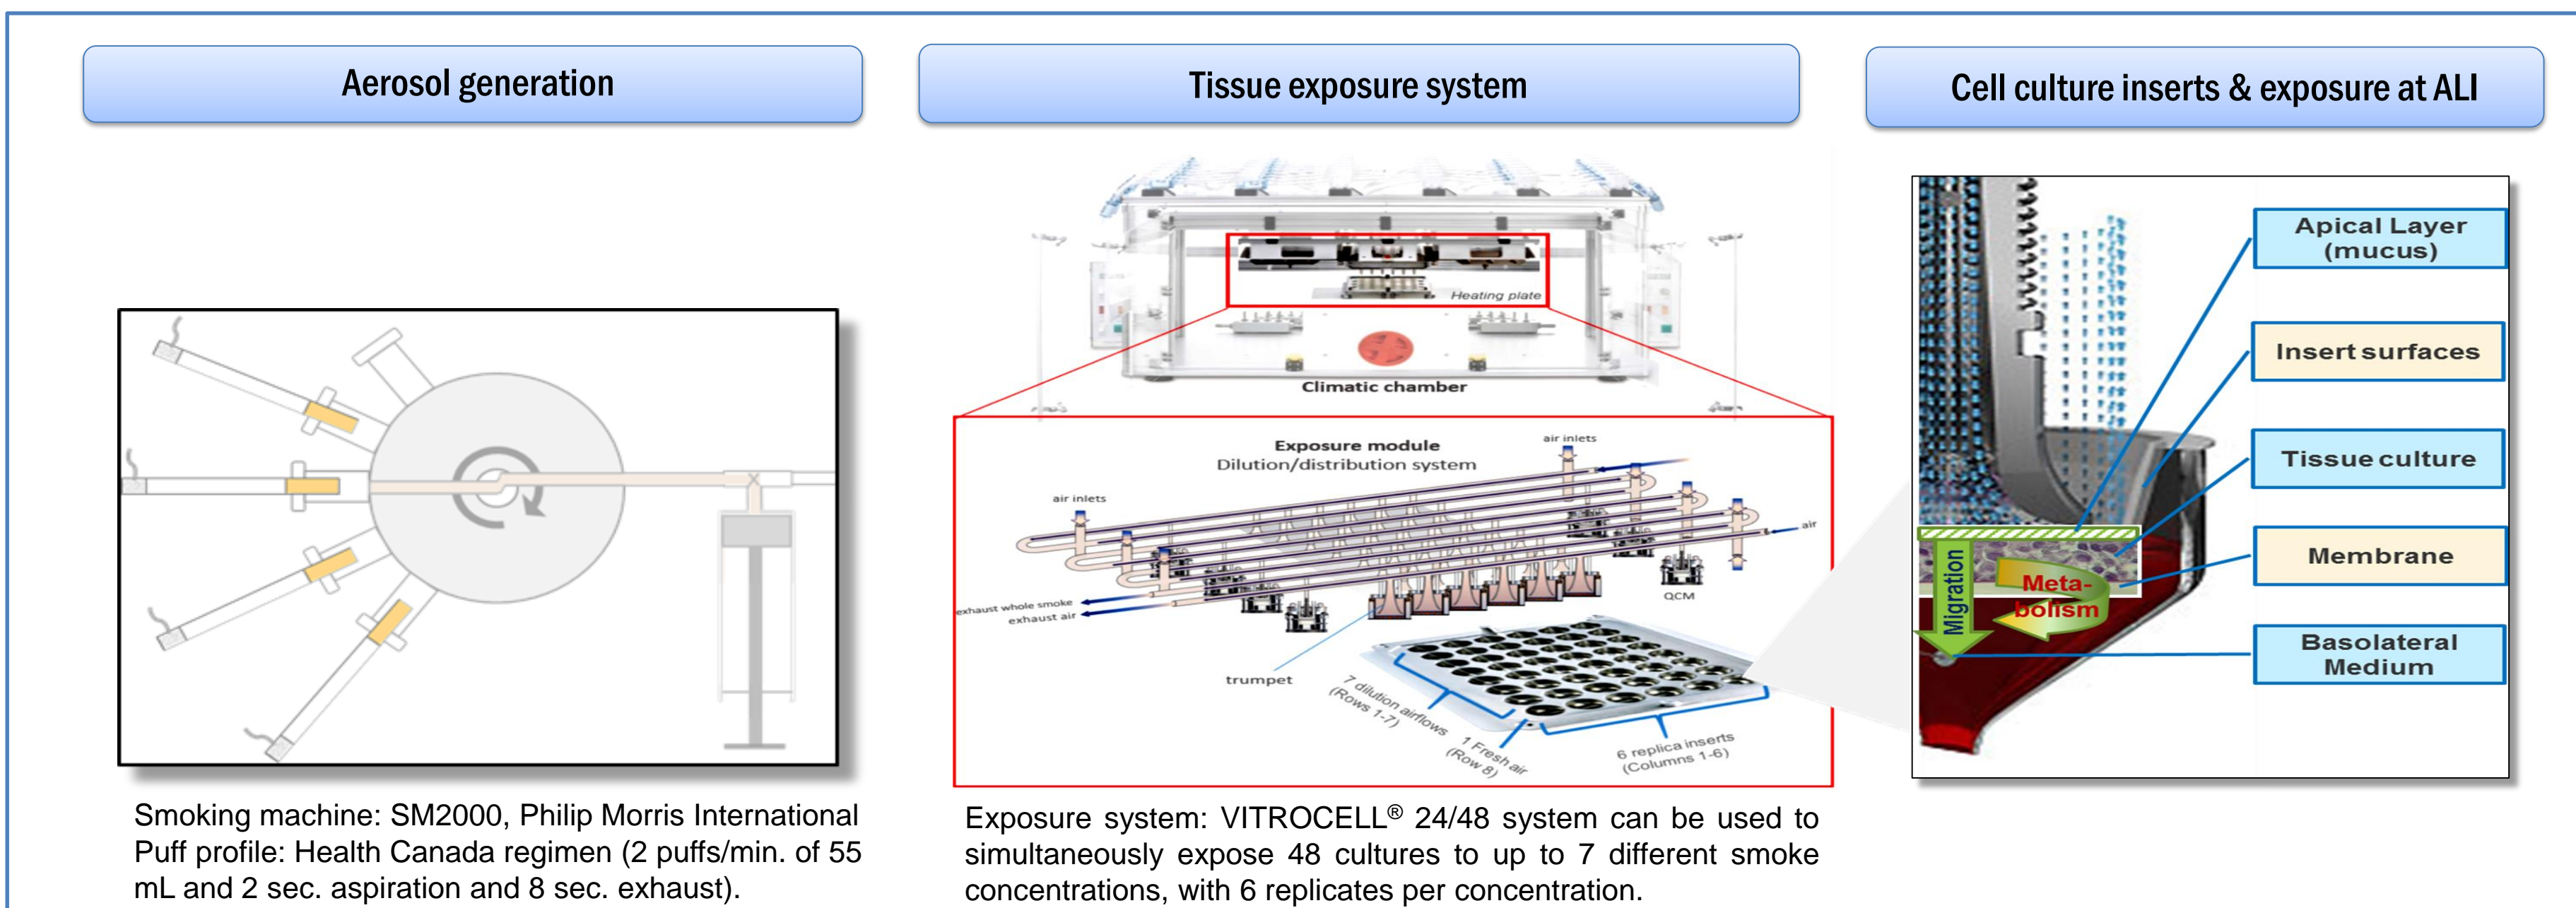 Aerosol generation
Tissue exposure system
Cell culture inserts & exposure at ALI
Smoking machine: SM2000, Philip Morris International
Puff profile: Health Canada regimen (2 puffs/min. of 55
mL and 2 sec. aspiration and 8 sec. exhaust).
Heating plate
Climatic chamber
Exposure module
Dilution/distribution system
air inlets
air inlets
air
exhaust whole smoke
exhaust air
QCM
trumpet
7 dilution airflows
(Rows 1-7)
1 Fresh air
(Row 8)
6 replica inserts
(Columns 1-6)
Exposure system: VITROCELL® 24/48 system can be used to
simultaneously expose 48 cultures to up to 7 different smoke
concentrations, with 6 replicates per concentration.
Apical Layer
(mucus)
Insert surfaces
Tissue culture
Membrane
Basolateral
Medium
Migration
Meta-
bolism